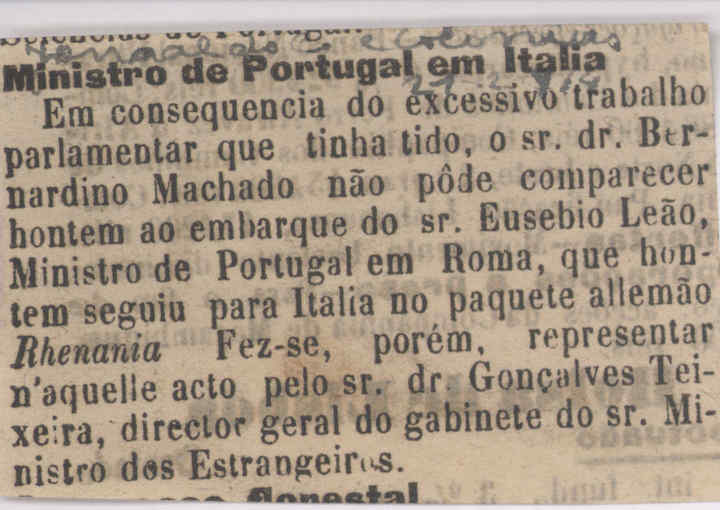 Ministro de Portugal em Italia
Em consequencia do excessivo trabalho
parlamentar que tinha tido, o sr. dr. Ber-
nardino Machado não pôde comparecer
hontem ao embarque do sr. Eusebio Leão,
Ministro de Portugal em Roma, que hon-
tem seguiu para Italia no paquete allemão
Rhenania Fez-se, porém, representar
n'aquelle acto pelo sr. dr. Gonçalves Tei-
xeira, director geral do gabinete do sr. Mi-
nistro dos Estrangeiros.
florestal